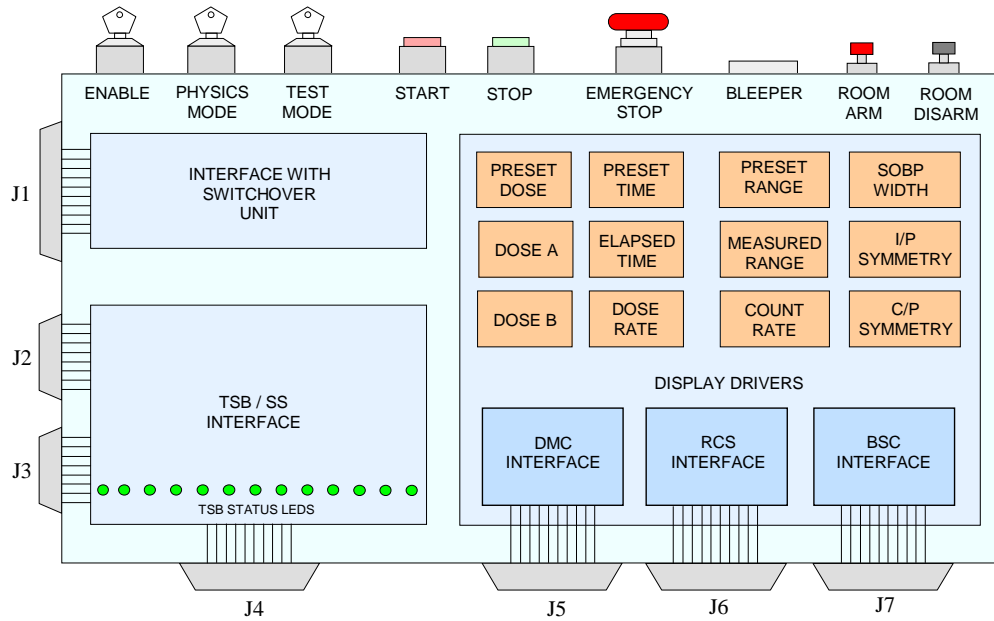 ENABLE
PHYSICS
MODE
TEST
MODE
START
STOP
EMERGENCY
STOP
BLEEPER
ROOM
ARM
ROOM
DISARM
J1
INTERFACE WITH
SWITCHOVER
UNIT
PRESET
DOSE
PRESET
TIME
PRESET
RANGE
SOBP
WIDTH
DOSE A
ELAPSED
TIME
MEASURED
RANGE
I/P
SYMMETRY
DOSE B
DOSE
RATE
COUNT
RATE
C/P
SYMMETRY
J2
J3
TSB / SS
INTERFACE
TSB STATUS LEDS
DISPLAY DRIVERS
DMC
INTERFACE
RCS
INTERFACE
BSC
INTERFACE
J4
J5
J6
J7